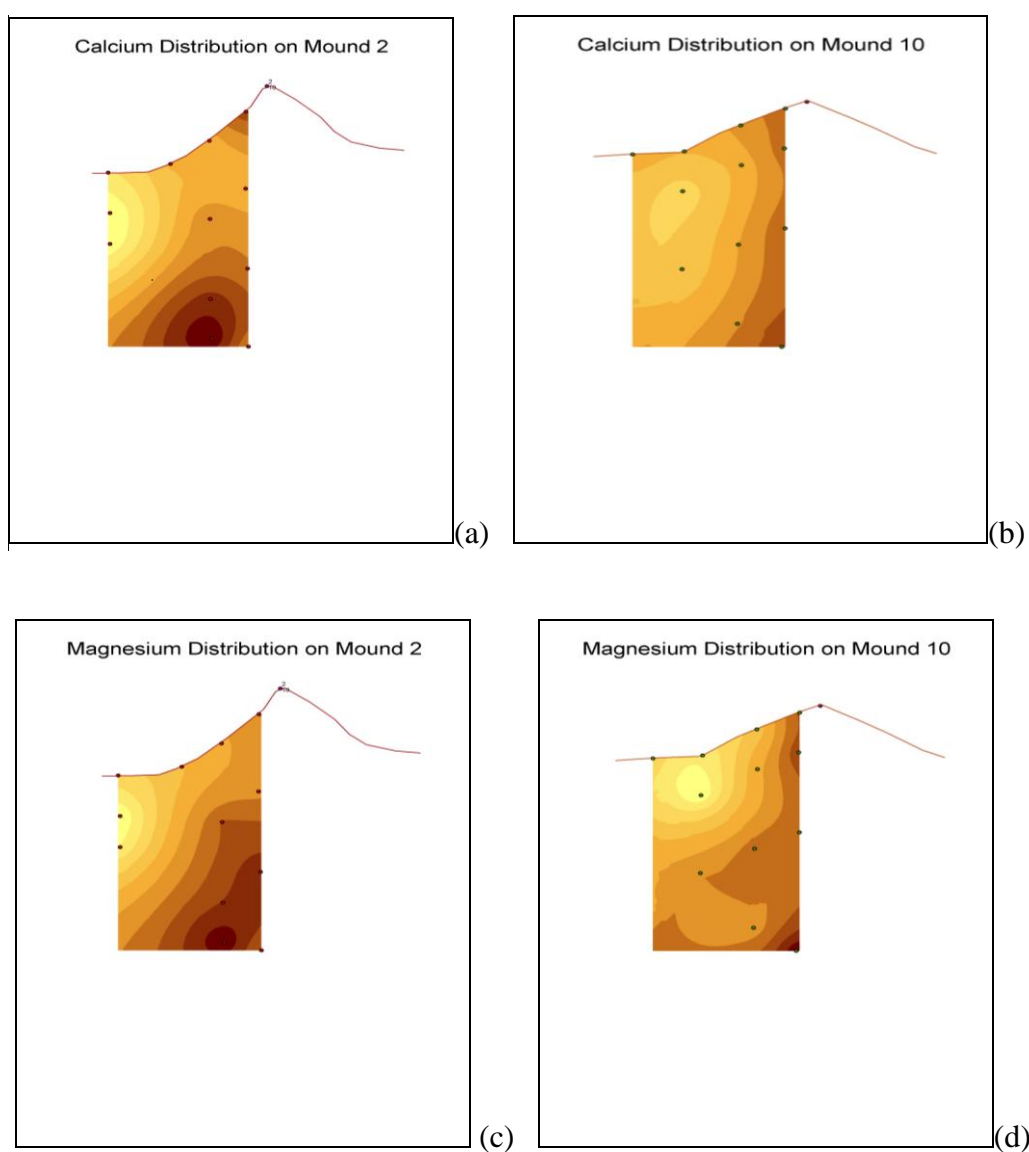 Calcium Distribution on Mound 2
Calcium Distribution on Mound 10
(a)
(b)
Magnesium Distribution on Mound 2
Magnesium Distribution on Mound 10
(c)
(d)